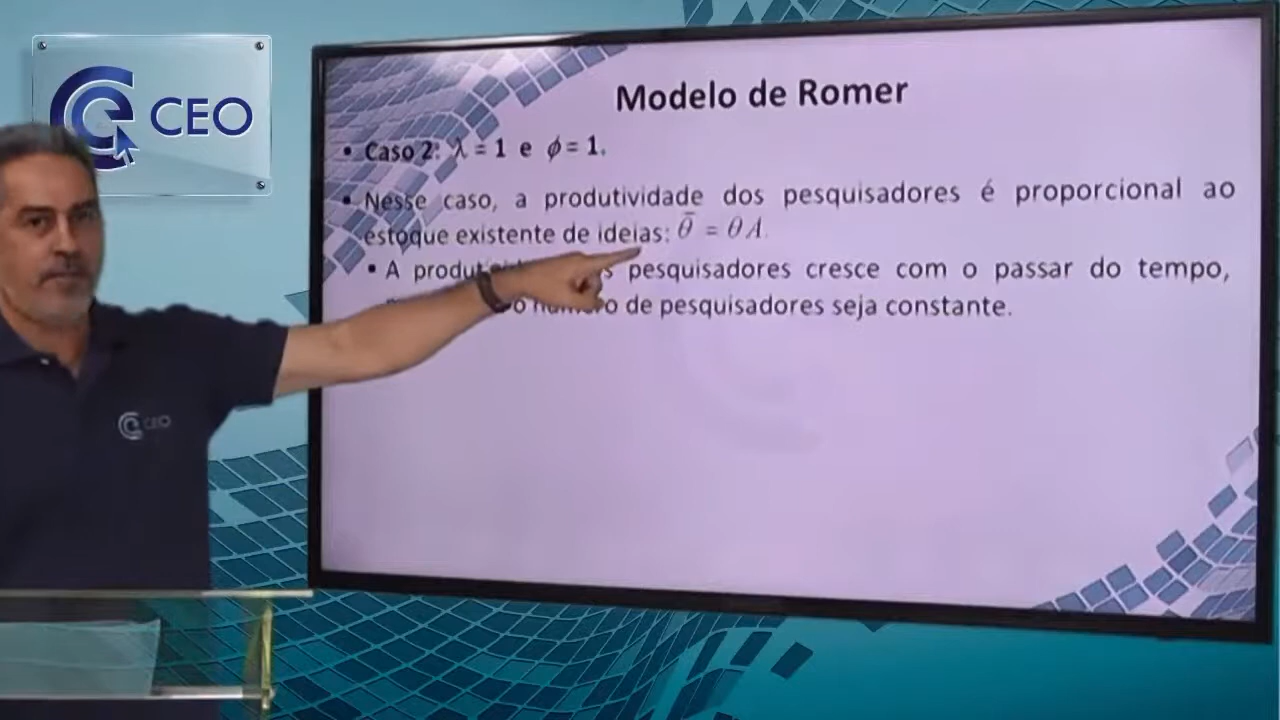 CEO
Modelo de Romer
• Caso 2: λ = 1 e ϕ = 1.
• Nesse caso, a produtividade dos pesquisadores é proporcional ao
estoque existente de ideias: θ̄ = θA.
• A pesquisadores cresce com o passar do tempo,
o número de pesquisadores seja constante.
CEO